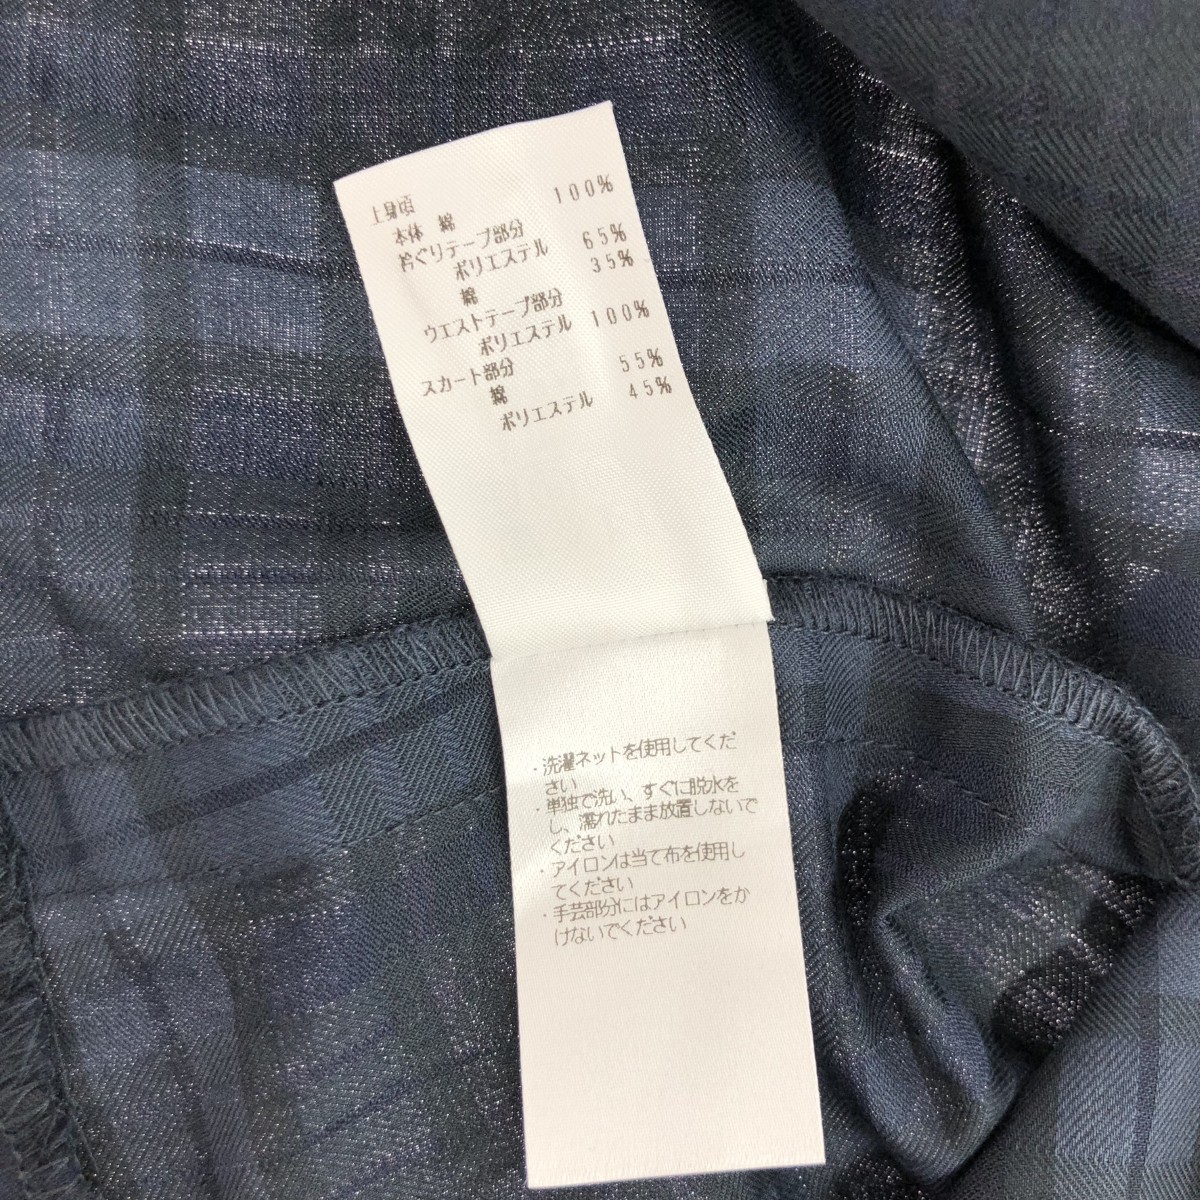 上身頃
本体 綿 100%
衿ぐりテープ部分
ポリエステル 65%
綿 35%
ウエストテープ部分
ポリエステル 100%
スカート部分
綿 55%
ポリエステル 45%
・洗濯ネットを使用してくだ
さい
・単独で洗い、すぐに脱水を
し、濡れたまま放置しないで
ください
・アイロンは当て布を使用し
てください
・手芸部分にはアイロンをか
けないでください